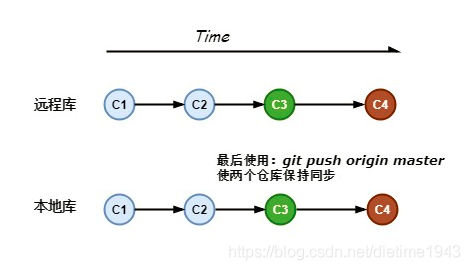 Time
远程库 C1 C2 C3 C4
最后使用：git push origin master
使两个仓库保持同步
本地库 C1 C2 C3 C4
https://blog.csdn.net/dietime1943